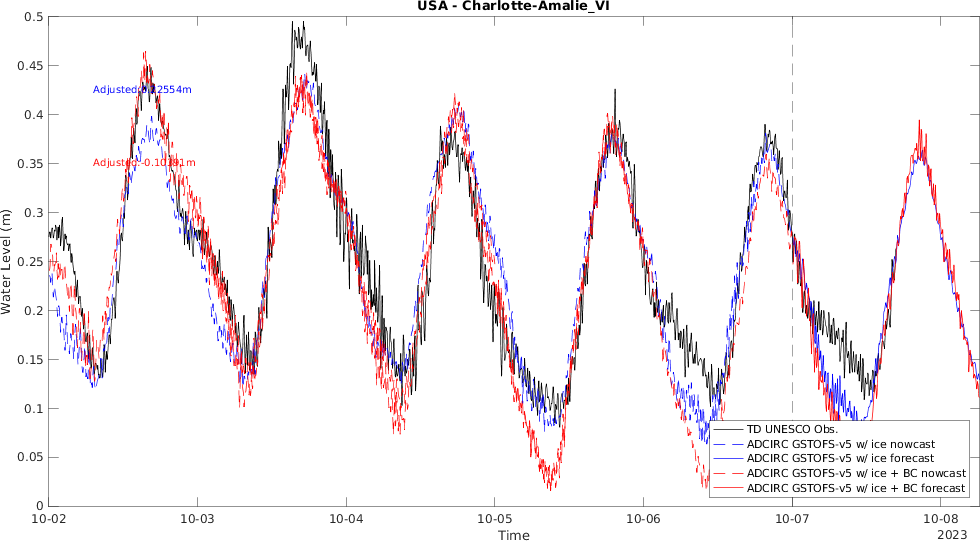 USA - Charlotte-Amalie_VI
0.5
0.45
0.4
0.35
0.3
0.25
0.2
0.15
0.1
0.05
0
Water Level (m)
TD UNESCO Obs.
ADCIRC GSTOFS-v5 w/ ice nowcast
ADCIRC GSTOFS-v5 w/ ice forecast
ADCIRC GSTOFS-v5 w/ ice + BC nowcast
ADCIRC GSTOFS-v5 w/ ice + BC forecast
10-02 10-03 10-04 10-05 10-06 10-07 10-08
Time
2023